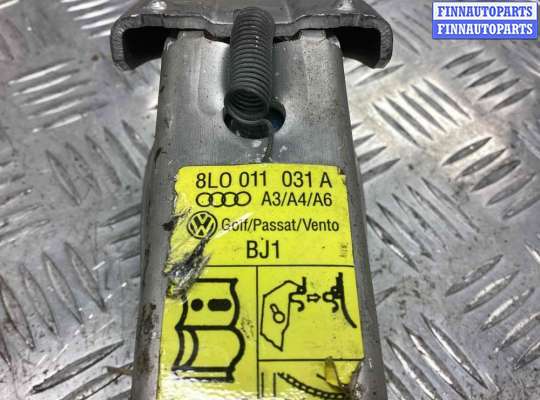 FINNAUTOPARTS
FINNAUTOPARTS
8L0 011 031 A
A3/A4/A6
Golf/Passat/Vento
BJ1